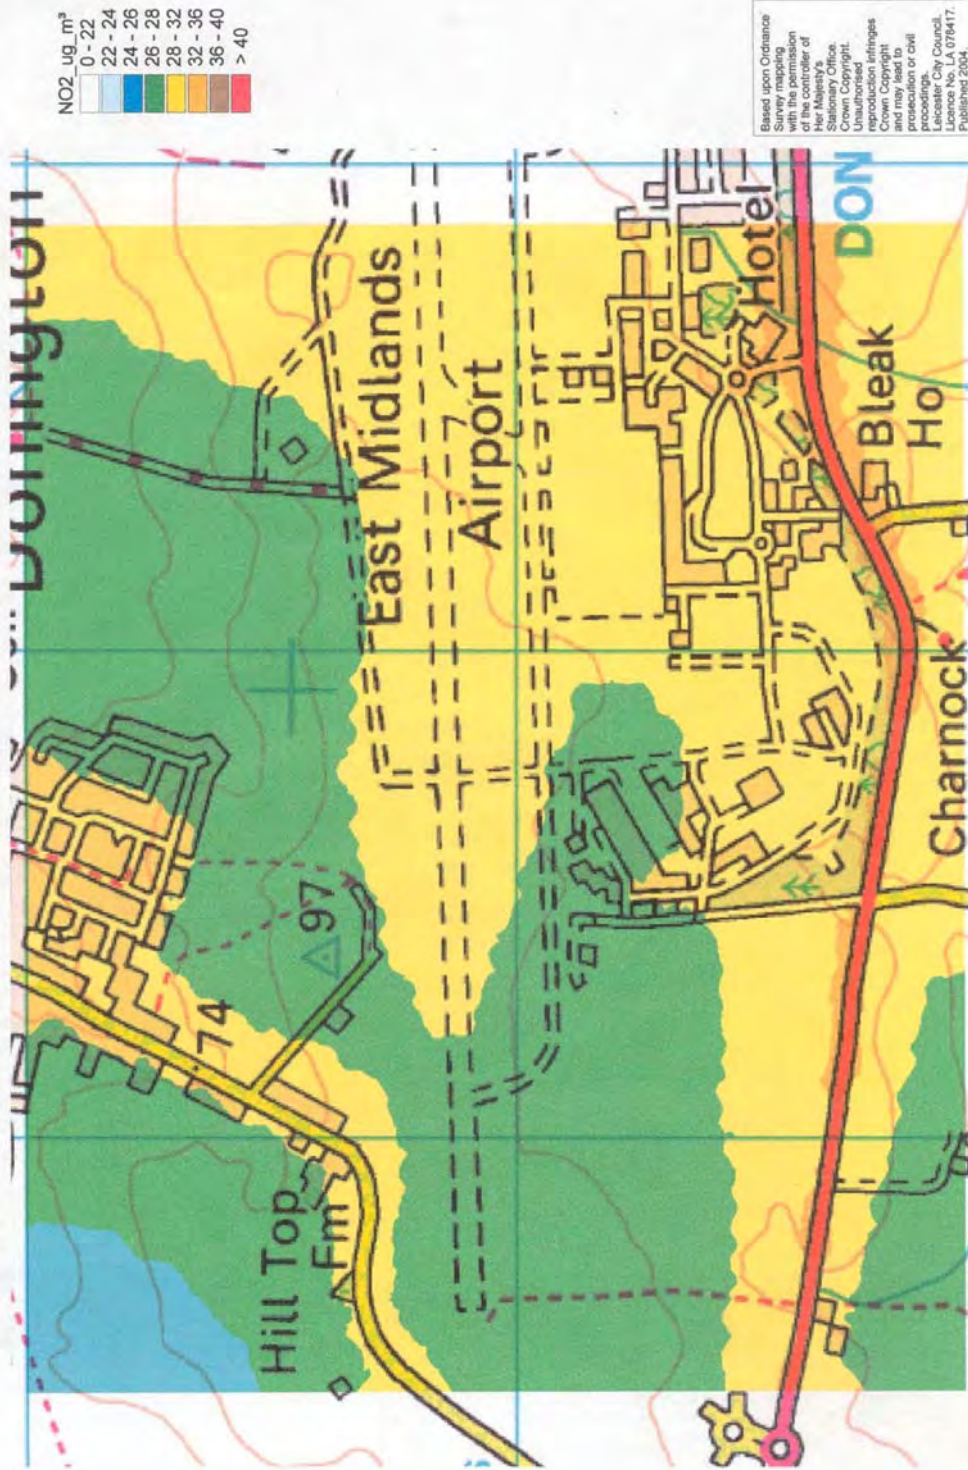 NO2_ug_m³
0 - 22
22 - 24
24 - 26
26 - 28
28 - 32
32 - 36
36 - 40
> 40
Based upon Ordnance
Survey mapping
with the permission
of the controller of
Her Majesty's
Stationary Office.
Crown Copyright.
Unauthorised
reproduction infringes
Crown Copyright
and may lead to
prosecution or civil
procedings.
Leicester City Council.
Licence No. LA 078417.
Published 2004.
Donington
East Midlands
Airport
Hotel
DON
Bleak
Ho
Charnock
97
74
Hill Top
Fm